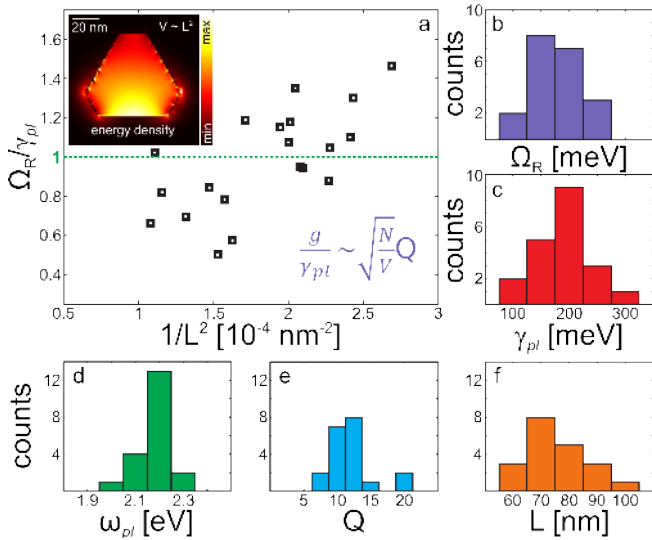 20 nm
V ~ L²
max
min
energy density
a
1.6
1.4
1.2
1
0.8
0.6
0.4
Ω_R/γ_pl
g/γ_pl ~ √(N/V) Q
0.5 1 1.5 2 2.5 3
1/L² [10⁻⁴ nm⁻²]
b
counts
10
6
2
100 200 300
Ω_R [meV]
c
counts
10
6
2
100 200 300
γ_pl [meV]
d
counts
12
8
4
1.9 2.1 2.3
ω_pl [eV]
e
12
8
4
5 10 15 20
Q
f
12
8
4
60 70 80 90 100
L [nm]